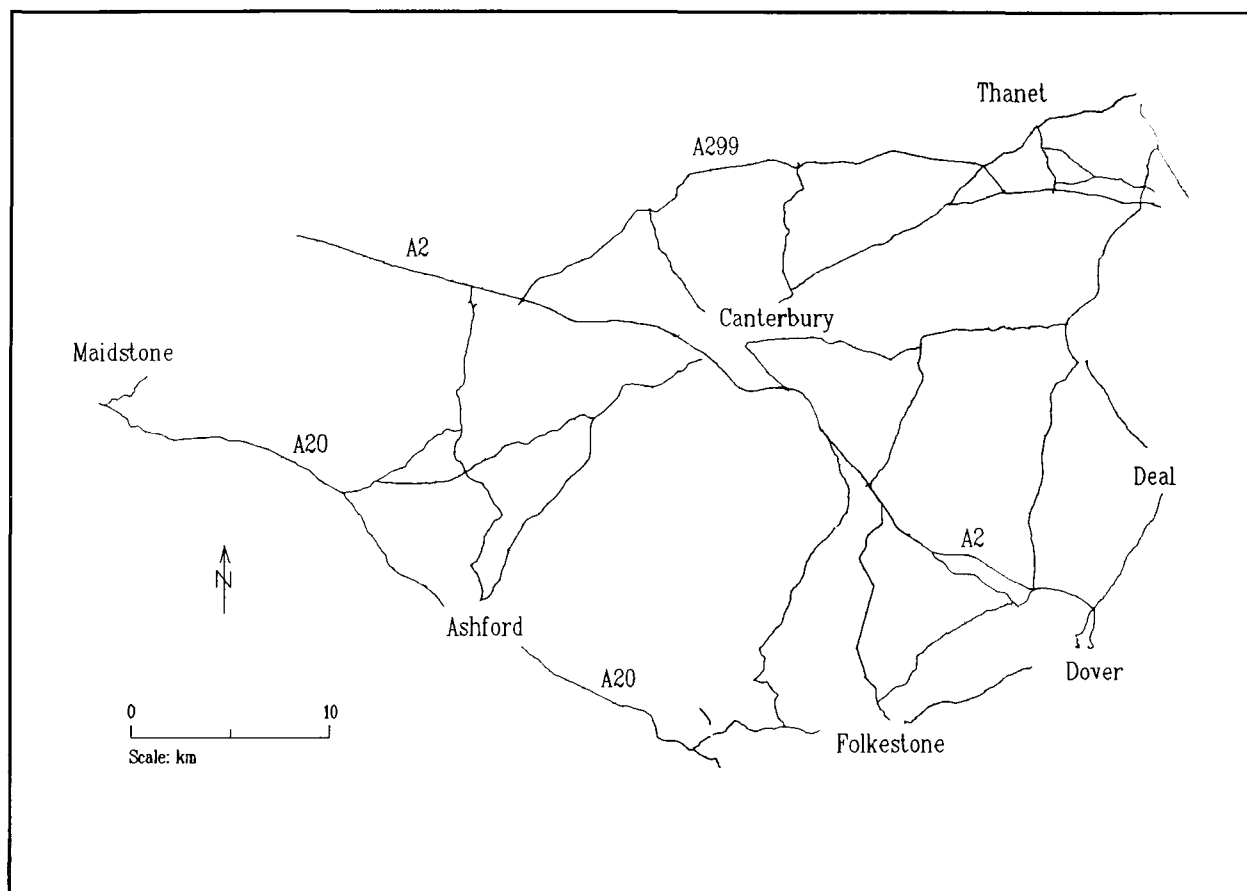 Thanet
A299
A2
Canterbury
Maidstone
A20
Deal
A2
N
Ashford
Dover
A20
0 10
Folkestone
Scale: km